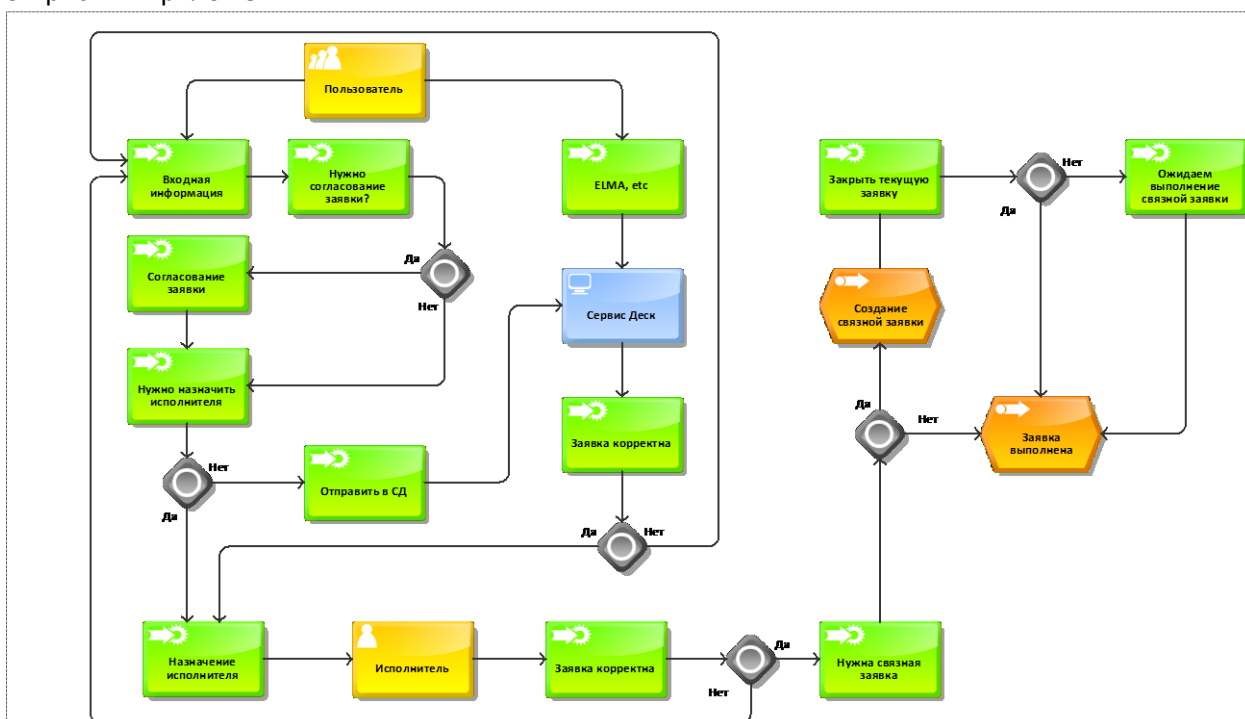 Пользователь
Входная
информация
Нужно
согласование
заявки?
ELMA, etc
Закрыть текущую
заявку
Нет
Да
Ожидаем
выполнение
связной заявки
Согласование
заявки
Да
Нет
Сервис Деск
Создание
связной заявки
Нужно назначить
исполнителя
Заявка корректна
Да
Нет
Заявка
выполнена
Нет
Да
Отправить в СД
Да
Нет
Назначение
исполнителя
Исполнитель
Заявка корректна
Да
Нет
Нужна связная
заявка